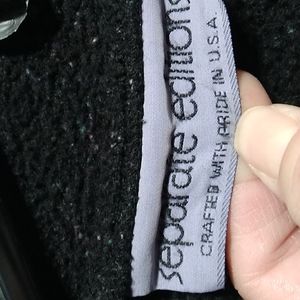 separate editions
CRAFTED WITH PRIDE IN U.S.A.